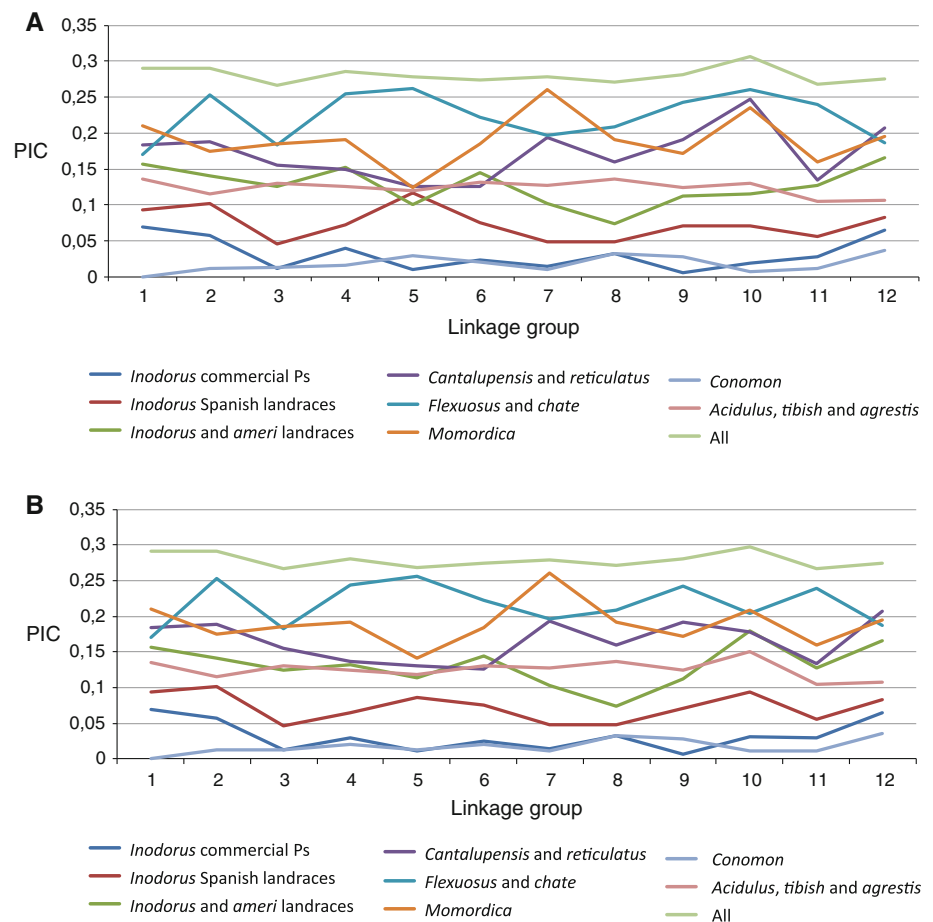 A
0,35
0,3
0,25
0,2
PIC
0,15
0,1
0,05
0
1 2 3 4 5 6 7 8 9 10 11 12
Linkage group
Inodorus commercial Ps
Cantalupensis and reticulatus
Conomon
Inodorus Spanish landraces
Flexuosus and chate
Acidulus, tibish and agrestis
Inodorus and ameri landraces
Momordica
All
B
0,35
0,3
0,25
0,2
PIC
0,15
0,1
0,05
0
1 2 3 4 5 6 7 8 9 10 11 12
Linkage group
Inodorus commercial Ps
Cantalupensis and reticulatus
Conomon
Inodorus Spanish landraces
Flexuosus and chate
Acidulus, tibish and agrestis
Inodorus and ameri landraces
Momordica
All